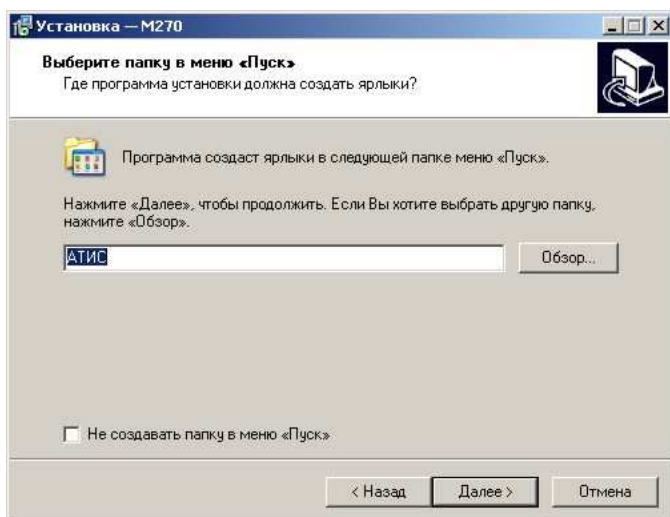 Установка — M270
Выберите папку в меню «Пуск»
Где программа установки должна создать ярлыки?
Программа создаст ярлыки в следующей папке меню «Пуск».
Нажмите «Далее», чтобы продолжить. Если Вы хотите выбрать другую папку,
нажмите «Обзор».
АТИС
Обзор...
Не создавать папку в меню «Пуск»
< Назад
Далее >
Отмена